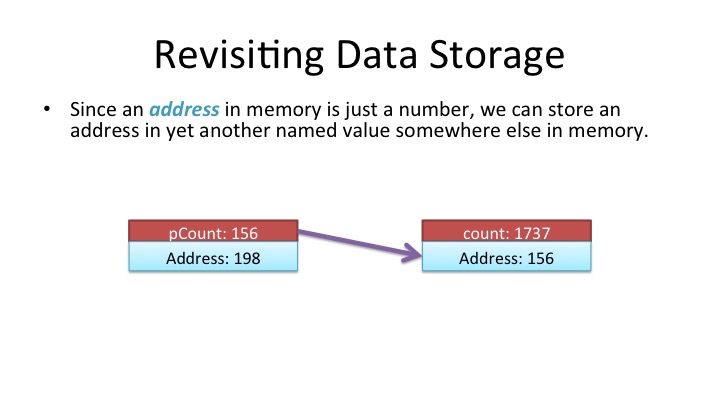 Revisiting Data Storage
• Since an address in memory is just a number, we can store an
address in yet another named value somewhere else in memory.
pCount: 156
Address: 198
count: 1737
Address: 156